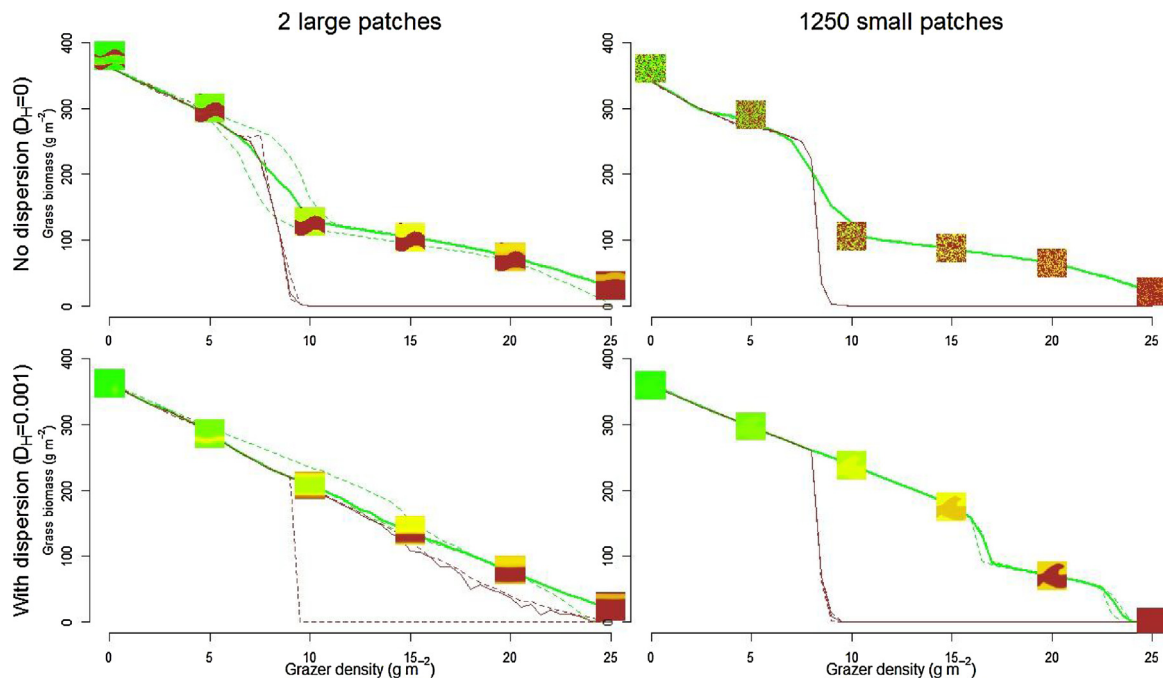 2 large patches
1250 small patches
No dispersion (D_H=0)
Grass biomass (g m⁻²)
400
300
200
100
0
0 5 10 15 20 25
400
300
200
100
0
0 5 10 15 20 25
With dispersion (D_H=0.001)
Grass biomass (g m⁻²)
400
300
200
100
0
0 5 10 15 20 25
Grazer density (g m⁻²)
400
300
200
100
0
0 5 10 15 20 25
Grazer density (g m⁻²)